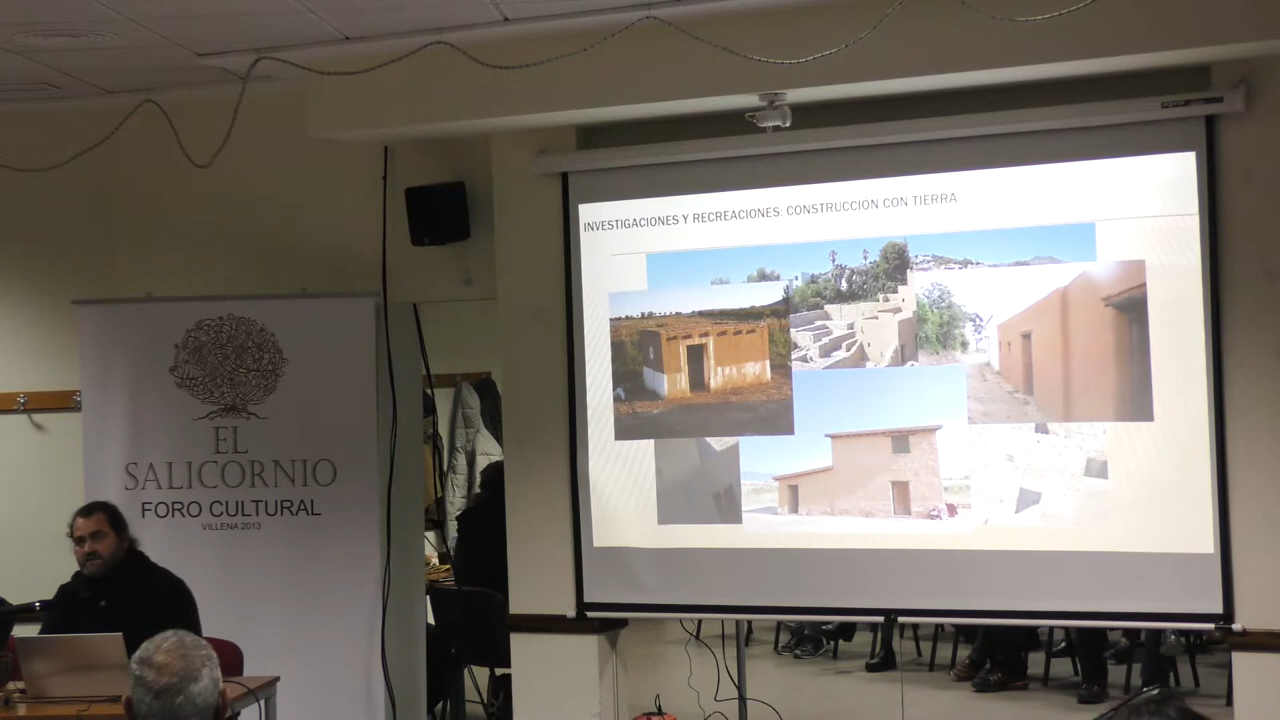 INVESTIGACIONES Y RECREACIONES: CONSTRUCCION CON TIERRA
EL
SALICORNIO
FORO CULTURAL
VILLENA 2013